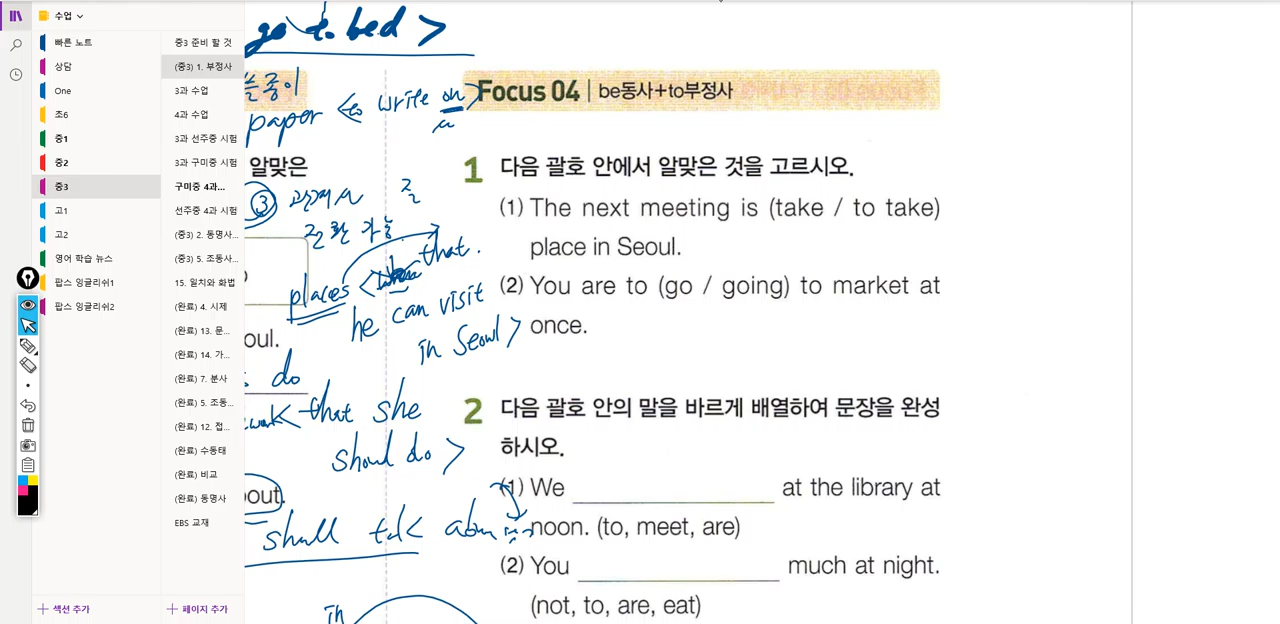 수업
빠른 노트
상담
One
초6
중1
중2
중3
고1
고2
영어 학습 뉴스
팝스 잉글리쉬1
팝스 잉글리쉬2
섹션 추가
중3 준비 할 것
(중3) 1. 부정사
3과 수업
4과 수업
3과 선주중 시험
3과 구미중 시험
구미중 4과...
선주중 4과 시험
(중3) 2. 동명사...
(중3) 5. 조동사...
15. 일치와 화법
(완료) 4. 시제
(완료) 13. 문...
(완료) 14. 가...
(완료) 7. 분사
(완료) 5. 조동...
(완료) 12. 접...
(완료) 수동태
(완료) 비교
(완료) 동명사
EBS 교재
페이지 추가
go to bed >
paper < to write on >
알맞은
③ 관계사
전환 가능
that.
places <
he can visit
in Seoul >
oul.
do
< that she
should do >
bout.
shall talk about
in
Focus 04 | be동사+to부정사
1 다음 괄호 안에서 알맞은 것을 고르시오.
(1) The next meeting is (take / to take)
place in Seoul.
(2) You are to (go / going) to market at
once.
2 다음 괄호 안의 말을 바르게 배열하여 문장을 완성
하시오.
(1) We ____________ at the library at
noon. (to, meet, are)
(2) You ____________ much at night.
(not, to, are, eat)